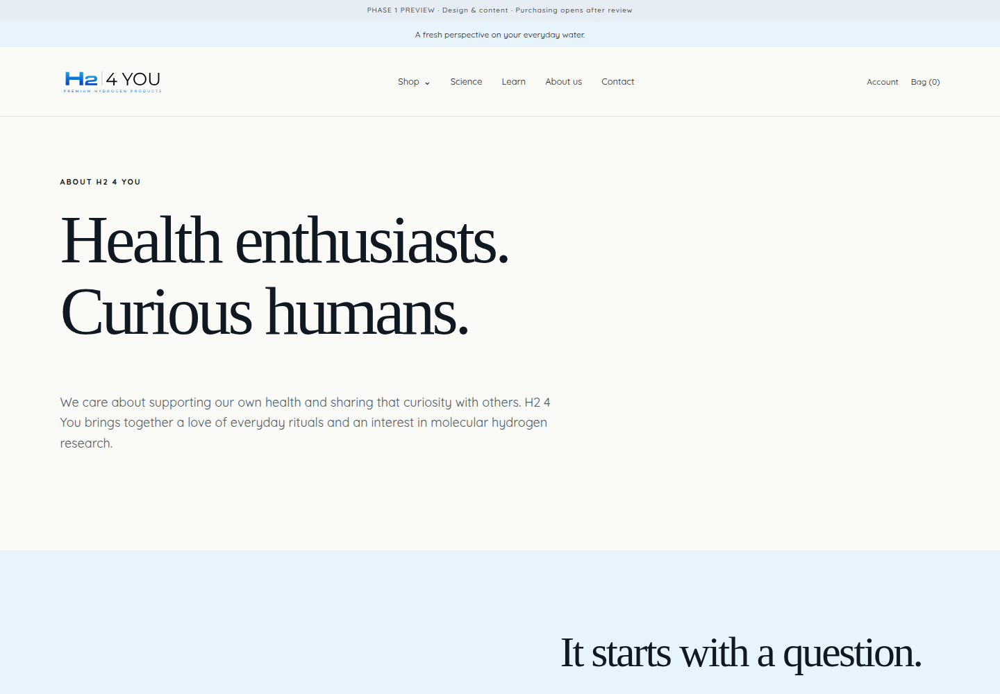 PHASE 1 PREVIEW · Design & content · Purchasing opens after review
A fresh perspective on your everyday water.
H2 | 4 YOU
PREMIUM HYDROGEN PRODUCTS
Shop
Science
Learn
About us
Contact
Account
Bag (0)
ABOUT H2 4 YOU
Health enthusiasts.
Curious humans.
We care about supporting our own health and sharing that curiosity with others. H2 4
You brings together a love of everyday rituals and an interest in molecular hydrogen
research.
It starts with a question.